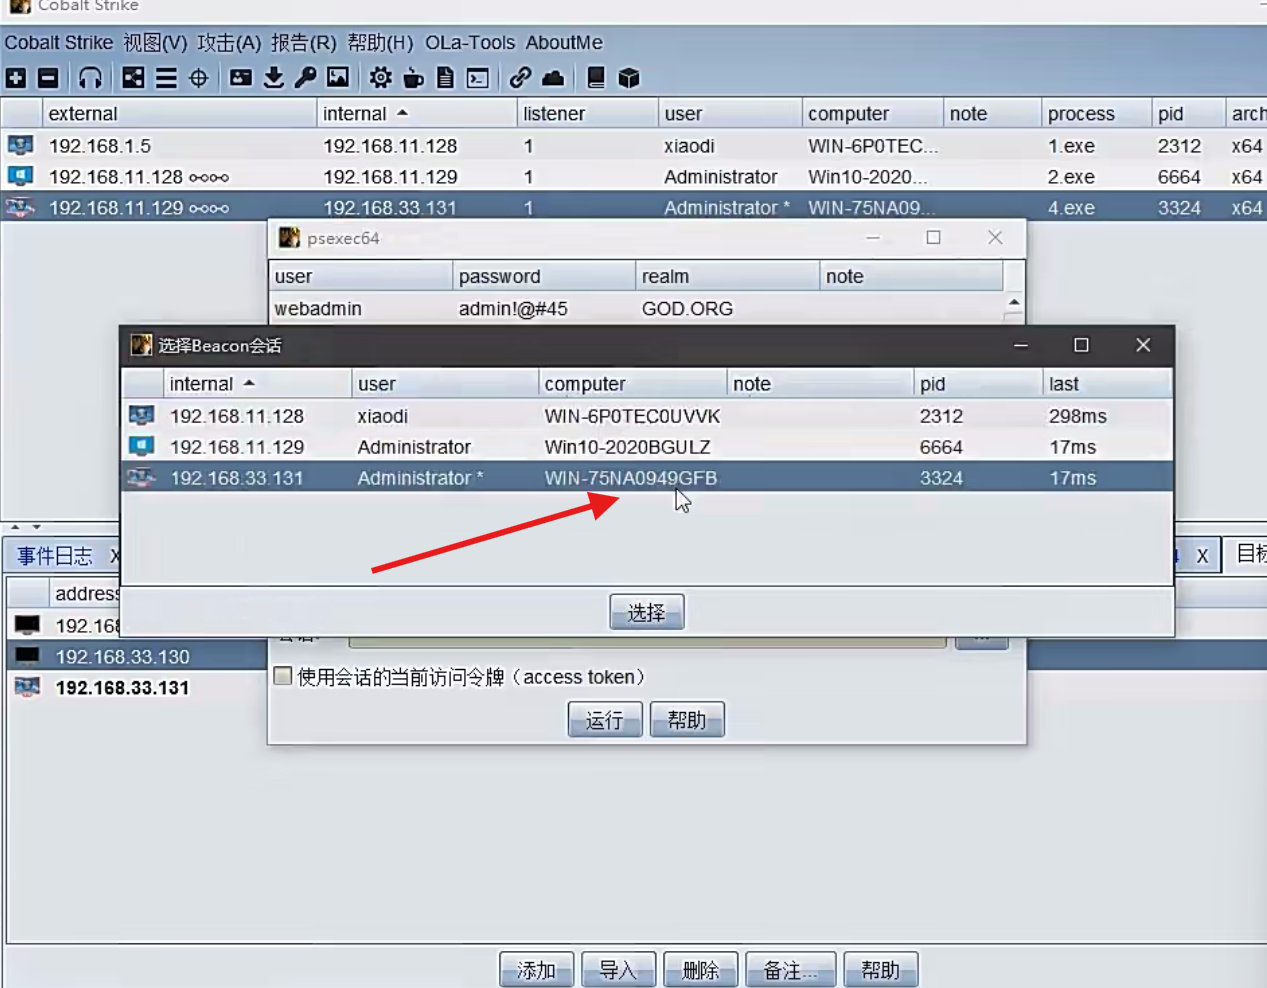 Cobalt Strike
Cobalt Strike 视图(V) 攻击(A) 报告(R) 帮助(H) OLa-Tools AboutMe
external internal listener user computer note process pid arch
192.168.1.5 192.168.11.128 1 xiaodi WIN-6P0TEC... 1.exe 2312 x64
192.168.11.128 192.168.11.129 1 Administrator Win10-2020... 2.exe 6664 x64
192.168.11.129 192.168.33.131 1 Administrator * WIN-75NA09... 4.exe 3324 x64
psexec64
user password realm note
webadmin admin!@#45 GOD.ORG
选择Beacon会话
internal user computer note pid last
192.168.11.128 xiaodi WIN-6P0TEC0UVVK 2312 298ms
192.168.11.129 Administrator Win10-2020BGULZ 6664 17ms
192.168.33.131 Administrator * WIN-75NA0949GFB 3324 17ms
事件日志 X X 目标
address
选择
192.168
192.168.33.130
192.168.33.131
使用会话的当前访问令牌（access token）
运行 帮助
添加 导入 删除 备注... 帮助